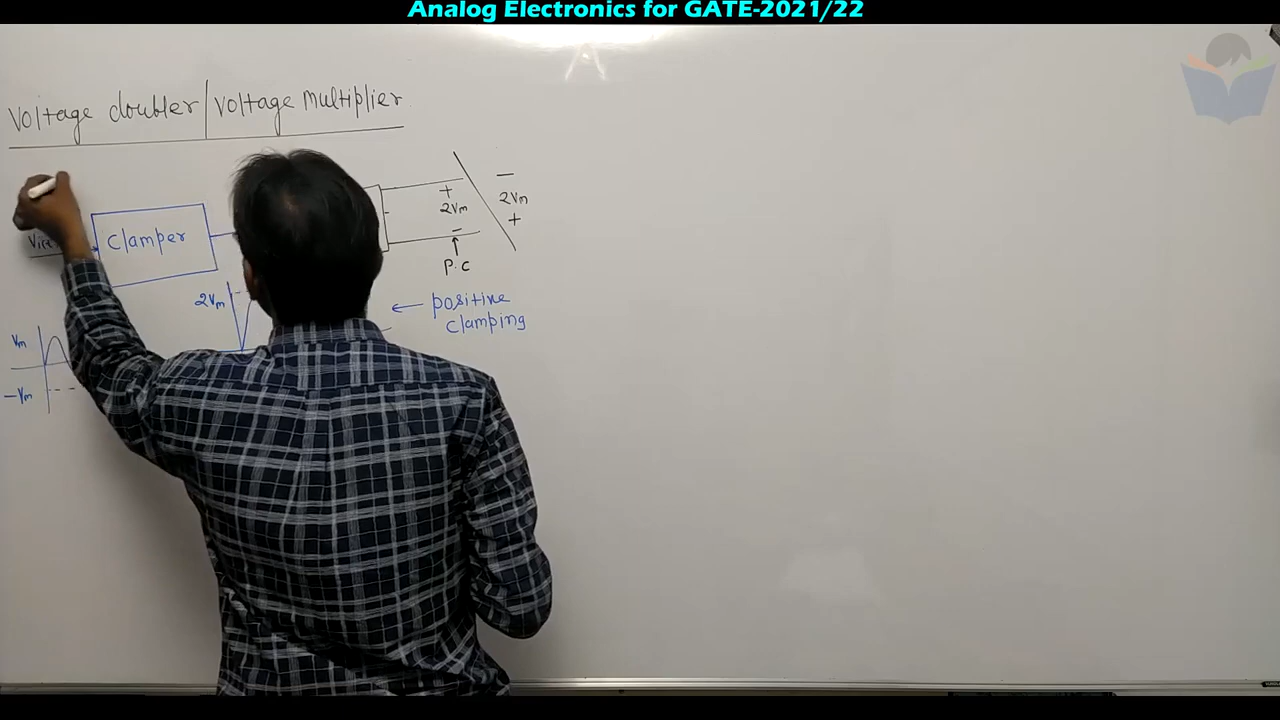 Analog Electronics for GATE-2021/22
Voltage doubler/voltage multiplier
Clamper
+
2Vm
-
-
2Vm
+
P.C
2Vm
← positive
clamping
Vm
-Vm